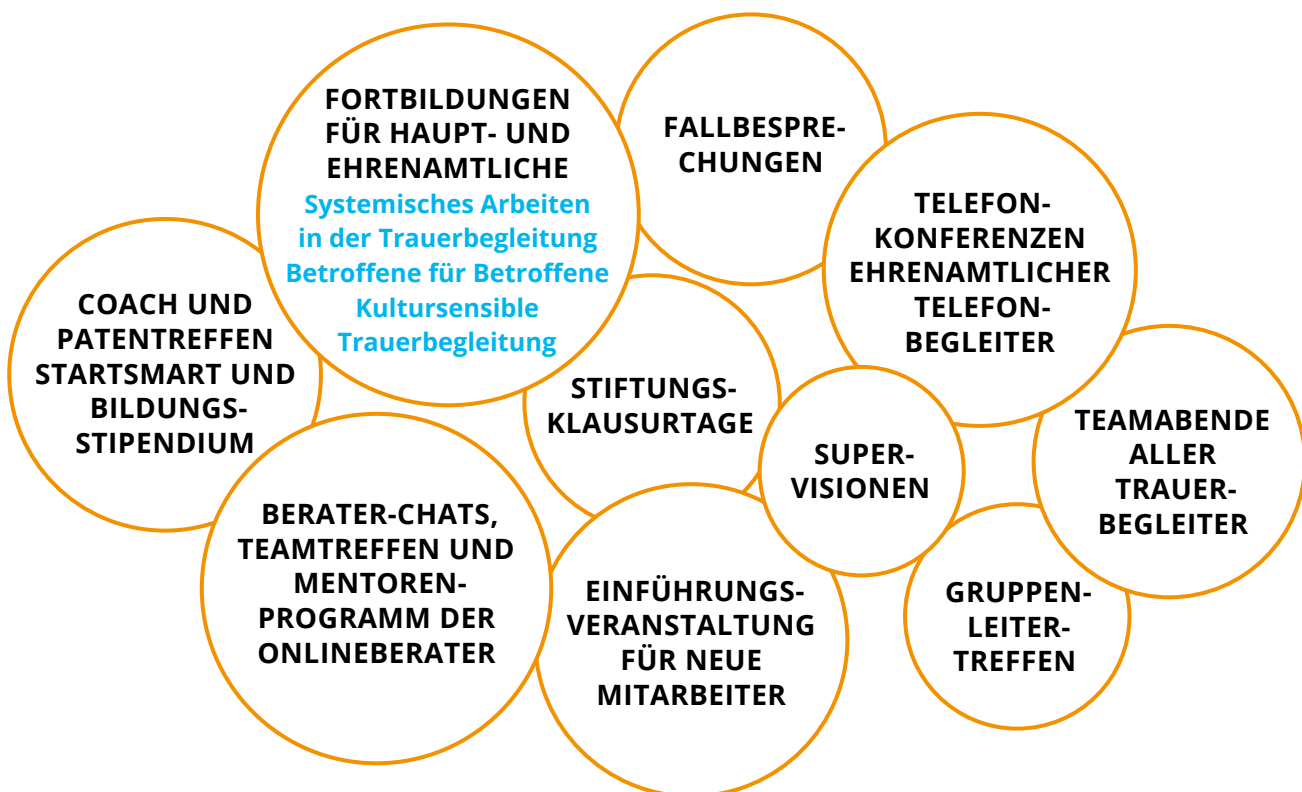 FORTBILDUNGEN
FÜR HAUPT- UND
EHRENAMTLICHE
Systemisches Arbeiten
in der Trauerbegleitung
Betroffene für Betroffene
Kultursensible
Trauerbegleitung
FALLBESPRE-
CHUNGEN
TELEFON-
KONFERENZEN
EHRENAMTLICHER
TELEFON-
BEGLEITER
COACH UND
PATENTREFFEN
STARTSMART UND
BILDUNGS-
STIPENDIUM
STIFTUNGS-
KLAUSURTAGE
SUPER-
VISIONEN
TEAMABENDE
ALLER
TRAUER-
BEGLEITER
BERATER-CHATS,
TEAMTREFFEN UND
MENTOREN-
PROGRAMM DER
ONLINEBERATER
EINFÜHRUNGS-
VERANSTALTUNG
FÜR NEUE
MITARBEITER
GRUPPEN-
LEITER-
TREFFEN